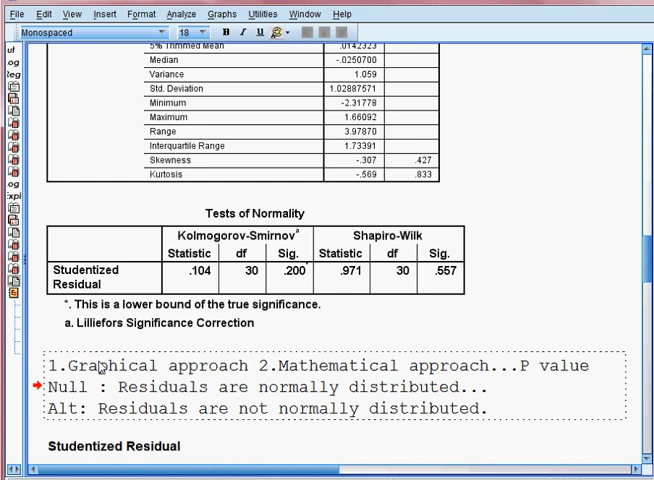 File Edit View Insert Format Analyze Graphs Utilities Window Help
Monospaced 18 B I U
5% Trimmed Mean .0142323
Median -.0250700
Variance 1.059
Std. Deviation 1.02887571
Minimum -2.31778
Maximum 1.66092
Range 3.97870
Interquartile Range 1.73391
Skewness -.307 .427
Kurtosis -.569 .833
Tests of Normality
Kolmogorov-Smirnov a Shapiro-Wilk
Statistic df Sig. Statistic df Sig.
Studentized .104 30 .200* .971 30 .557
Residual
*. This is a lower bound of the true significance.
a. Lilliefors Significance Correction
1.Graphical approach 2.Mathematical approach...P value
Null : Residuals are normally distributed...
Alt: Residuals are not normally distributed.
Studentized Residual